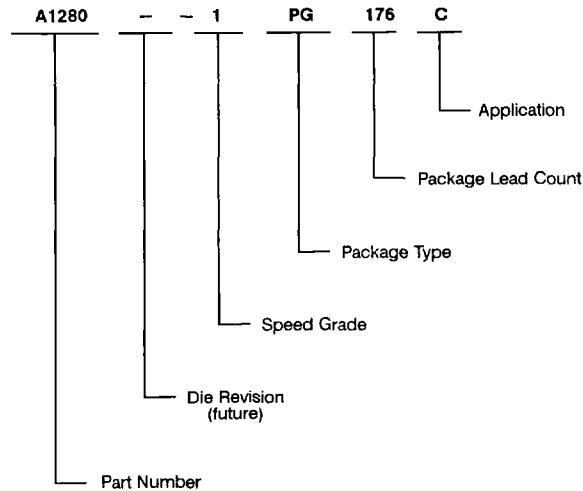 A1280 – – 1 PG 176 C
Application
Package Lead Count
Package Type
Speed Grade
Die Revision
(future)
Part Number